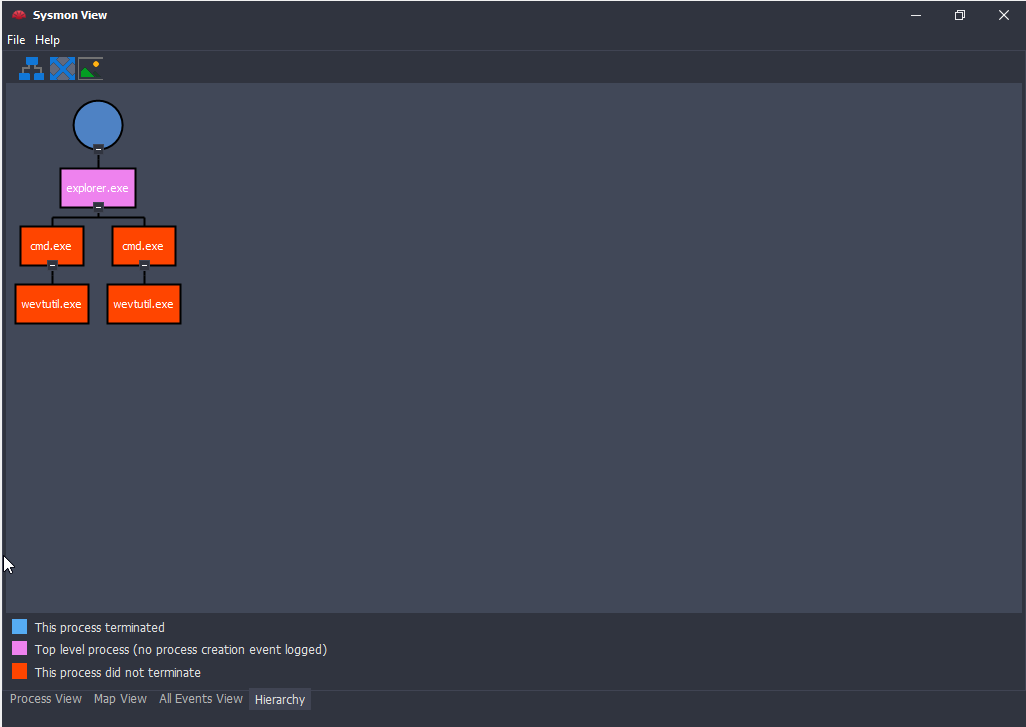 Sysmon View
File Help
explorer.exe
cmd.exe cmd.exe
wevtutil.exe wevtutil.exe
This process terminated
Top level process (no process creation event logged)
This process did not terminate
Process View Map View All Events View Hierarchy